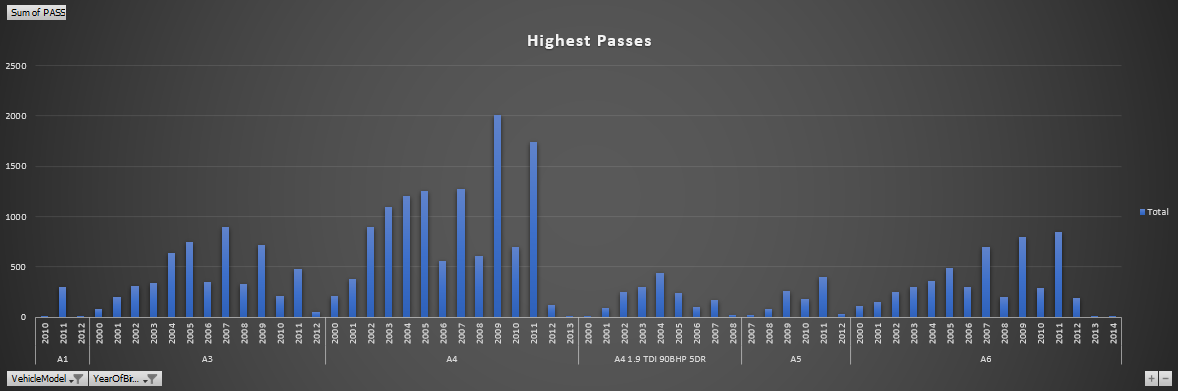 Sum of PASS
Highest Passes
2500
2000
1500
1000
500
0
Total
2010 2011 2012 2000 2001 2002 2003 2004 2005 2006 2007 2008 2009 2010 2011 2012 2000 2001 2002 2003 2004 2005 2006 2007 2008 2009 2010 2011 2012 2013 2000 2001 2002 2003 2004 2005 2006 2007 2008 2007 2008 2009 2010 2011 2012 2000 2001 2002 2003 2004 2005 2006 2007 2008 2009 2010 2011 2012 2013 2014
A1 A3 A4 A4 1.9 TDI 90BHP 5DR A5 A6
VehicleModel YearOfBir...
+ −